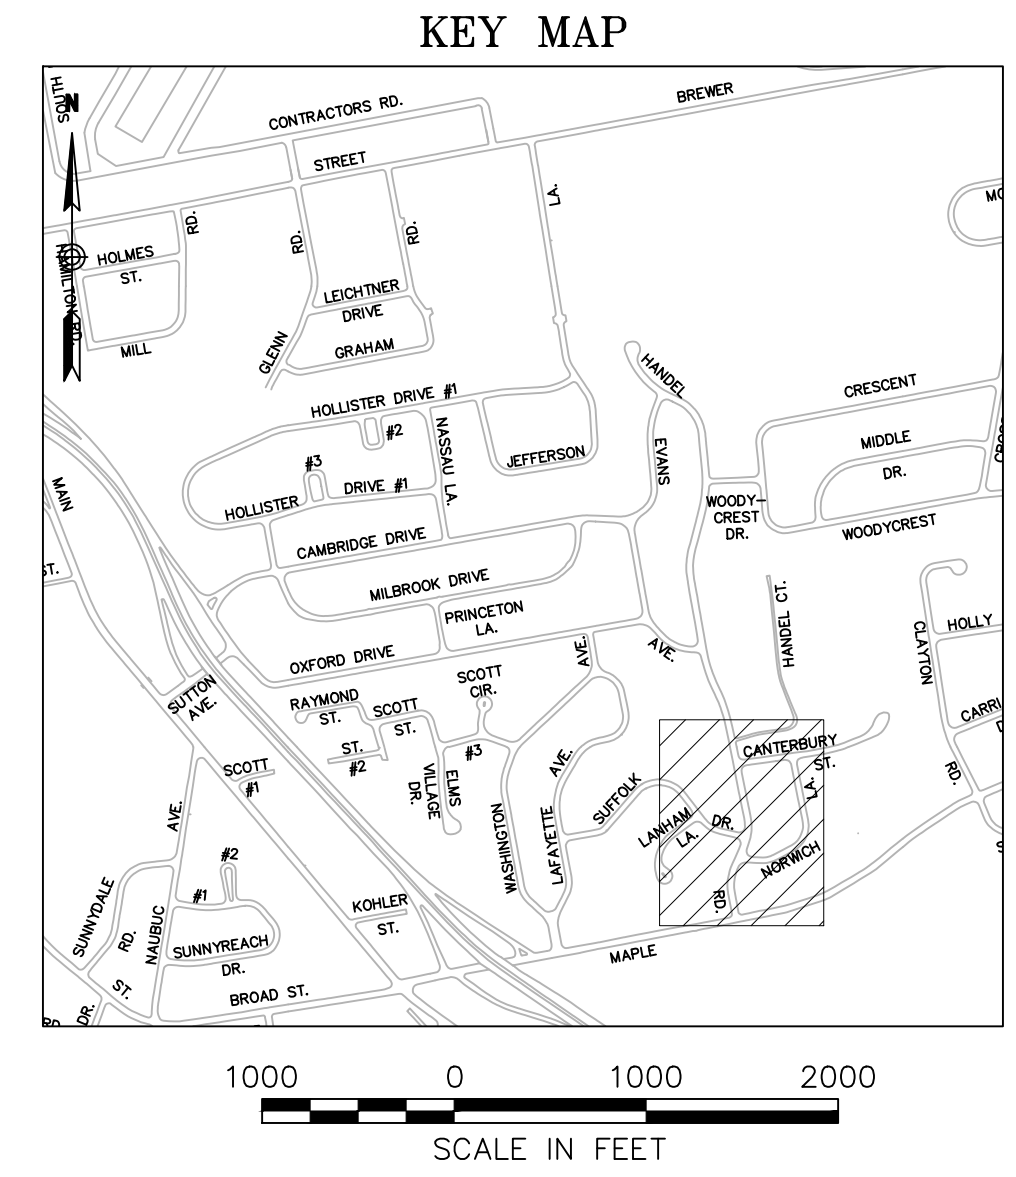 KEY MAP
SOUTH
N
CONTRACTORS RD.
BREWER
STREET
LA.
RD.
RD.
RD.
HAMILTON RD.
HOLMES
ST.
MILL
LEICHTNER
DRIVE
GRAHAM
GLENN
HANDEL
CRESCENT
HOLLISTER DRIVE #1
#2
NASSAU LA.
JEFFERSON
EVANS
MIDDLE
DR.
#3
DRIVE #1
HOLLISTER
MAIN
WOODY-
CREST
DR.
WOODYCREST
CAMBRIDGE DRIVE
ST.
MILBROOK DRIVE
PRINCETON
LA.
HANDEL CT.
CLAYTON
HOLLY
OXFORD DRIVE
AVE.
AVE.
SUTTON
AVE.
RAYMOND
ST.
SCOTT
ST.
SCOTT
CIR.
CARRI
CANTERBURY
ST.
ST.
#2
#3
SCOTT
#1
VILLAGE
DR.
ELMS
AVE.
SUFFOLK
LA.
RD.
AVE.
WASHINGTON
LAFAYETTE
LANHAM
LA.
DR.
NORWICH
#2
#1
RD.
KOHLER
ST.
SUNNYDALE
RD.
NAUBUC
SUNNYREACH
DR.
MAPLE
ST.
BROAD ST.
DR.
RD
1000 0 1000 2000
SCALE IN FEET